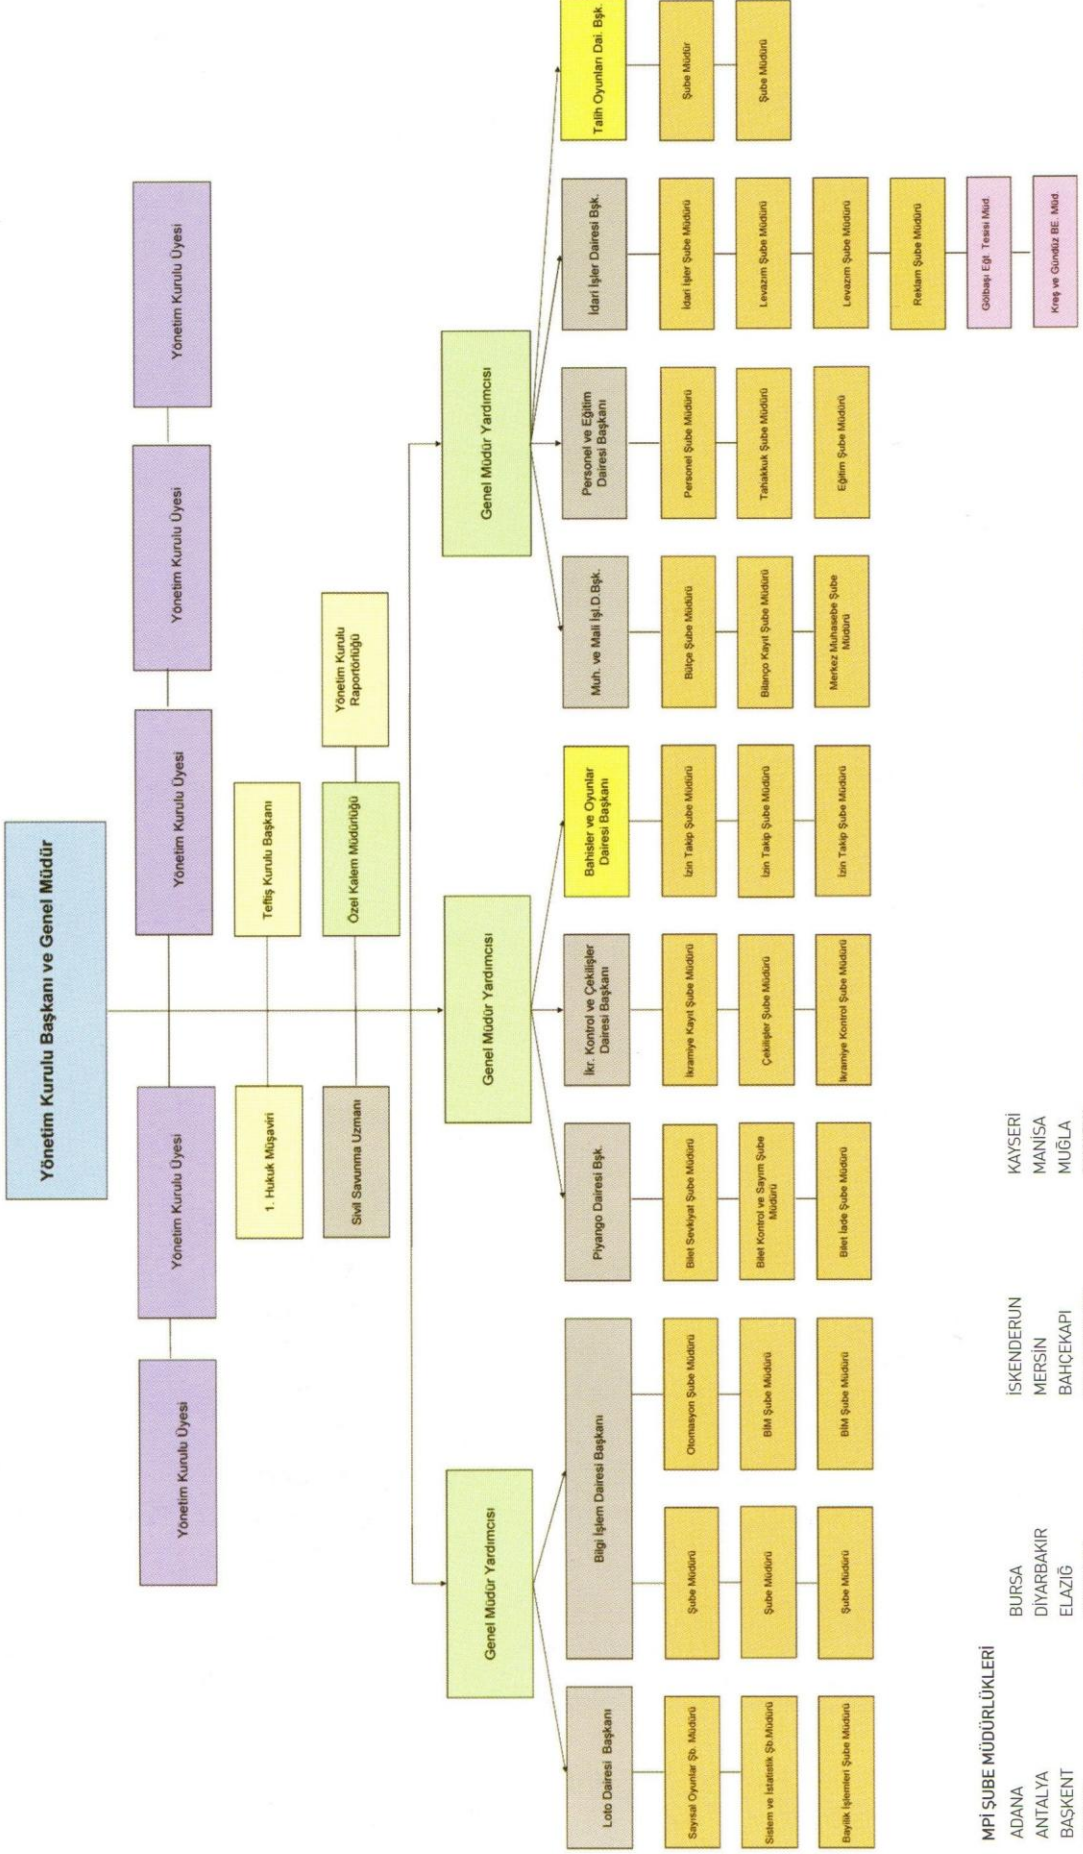 Yönetim Kurulu Başkanı ve Genel Müdür
Yönetim Kurulu Üyesi
Yönetim Kurulu Üyesi
Yönetim Kurulu Üyesi
Yönetim Kurulu Üyesi
Yönetim Kurulu Üyesi
1. Hukuk Müşaviri
Teftiş Kurulu Başkanı
Sivil Savunma Uzmanı
Özel Kalem Müdürlüğü
Yönetim Kurulu
Raportörlüğü
Genel Müdür Yardımcısı
Genel Müdür Yardımcısı
Genel Müdür Yardımcısı
Loto Dairesi Başkanı
Bilgi İşlem Dairesi Başkanı
Piyango Dairesi Bşk.
İkr. Kontrol ve Çekilişler
Dairesi Başkanı
Bahisler ve Oyunlar
Dairesi Başkanı
Muh. ve Mali İşl.D.Bşk.
Personel ve Eğitim
Dairesi Başkanı
İdari İşler Dairesi Bşk.
Talih Oyunları Dai. Bşk.
Sayısal Oyunlar Şb. Müdürü
Şube Müdürü
Otomasyon Şube Müdürü
Bilet Sevkiyat Şube Müdürü
İkramiye Kayıt Şube Müdürü
İzin Takip Şube Müdürü
Bütçe Şube Müdürü
Personel Şube Müdürü
İdari İşler Şube Müdürü
Şube Müdür
Sistem ve İstatistik Şb.Müdürü
Şube Müdürü
BİM Şube Müdürü
Bilet Kontrol ve Sayım Şube
Müdürü
Çekilişler Şube Müdürü
İzin Takip Şube Müdürü
Bilanço Kayıt Şube Müdürü
Tahakkuk Şube Müdürü
Levazım Şube Müdürü
Şube Müdürü
Bayilik İşlemleri Şube Müdürü
Şube Müdürü
BİM Şube Müdürü
Bilet İade Şube Müdürü
İkramiye Kontrol Şube Müdürü
İzin Takip Şube Müdürü
Merkez Muhasebe Şube
Müdürü
Eğitim Şube Müdürü
Levazım Şube Müdürü
Reklam Şube Müdürü
Gölbaşı Eğt. Tesisi Müd.
Kreş ve Gündüz BE. Müd.
MPİ ŞUBE MÜDÜRLÜKLERİ
ADANA BURSA İSKENDERUN KAYSERİ
ANTALYA DİYARBAKIR MERSİN MANİSA
BAŞKENT ELAZIĞ BAHÇEKAPI MUĞLA